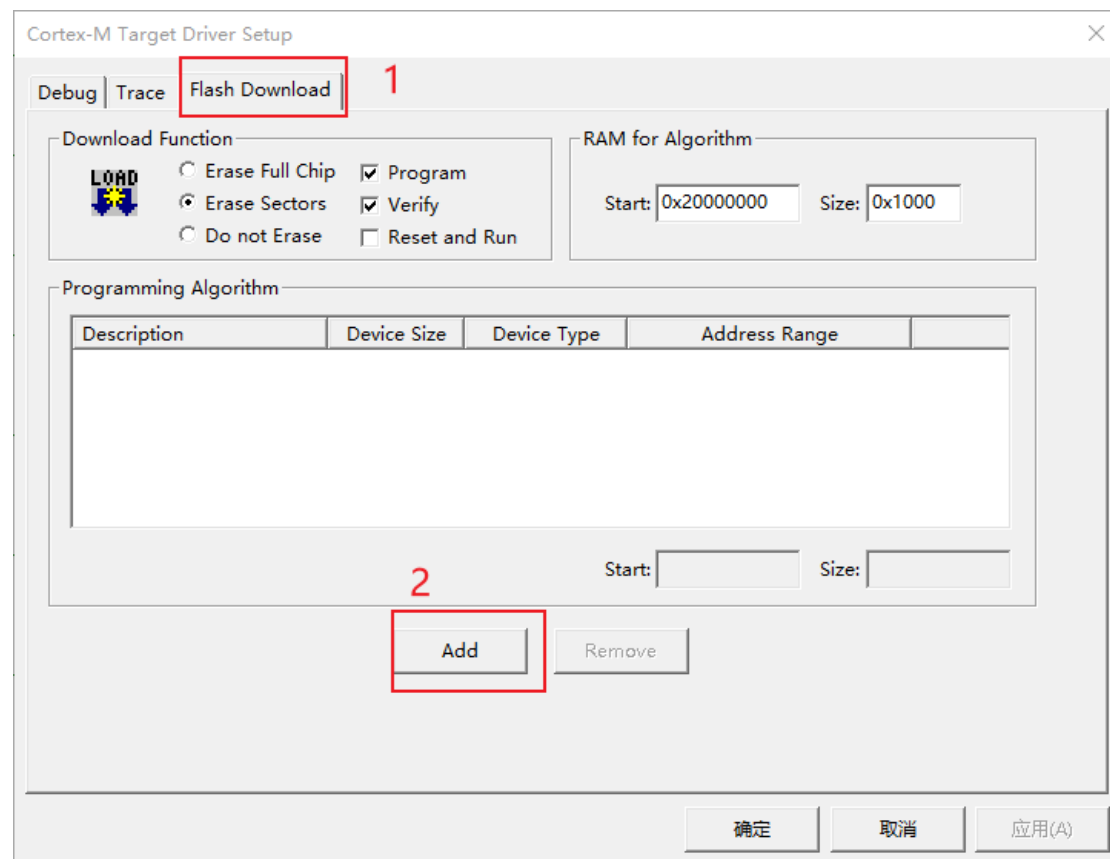 Cortex-M Target Driver Setup
Debug Trace Flash Download 1
Download Function
RAM for Algorithm
LOAD
Erase Full Chip Program
Erase Sectors Verify
Do not Erase Reset and Run
Start: 0x20000000 Size: 0x1000
Programming Algorithm
Description Device Size Device Type Address Range
Start: Size:
2
Add Remove
确定 取消 应用(A)